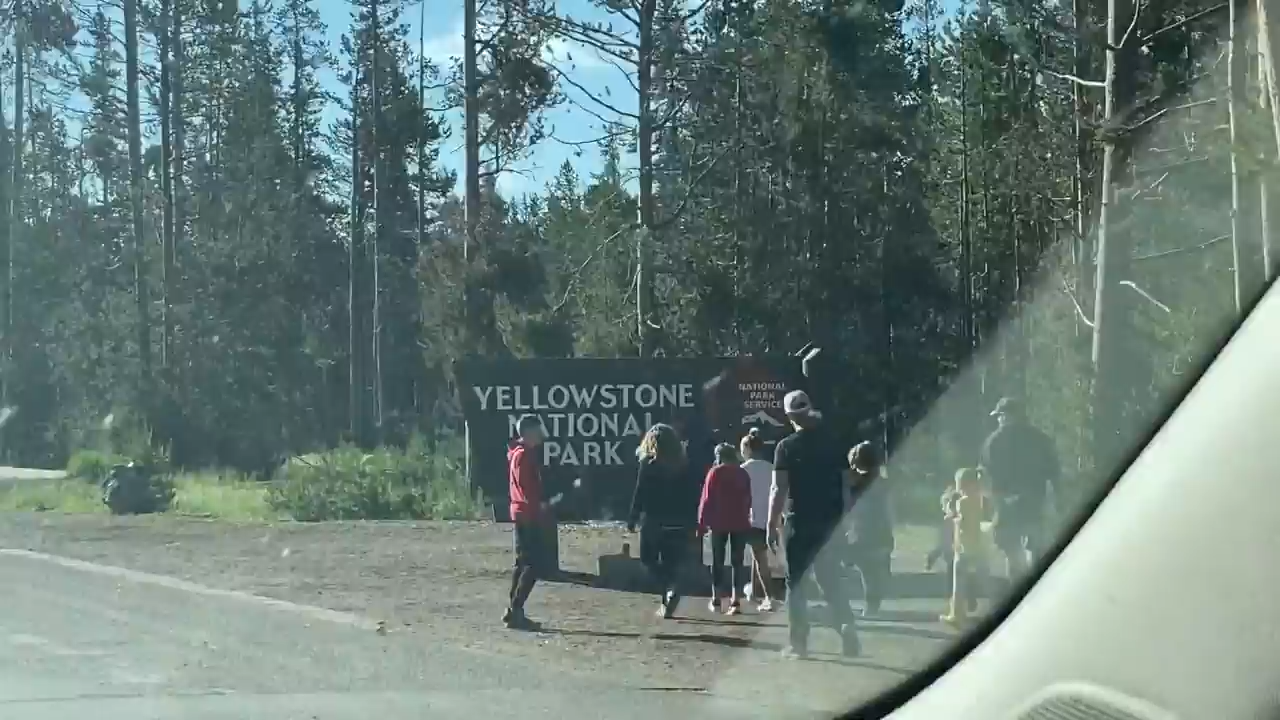 YELLOWSTONE
NATIONAL
PARK
NATIONAL
PARK
SERVICE